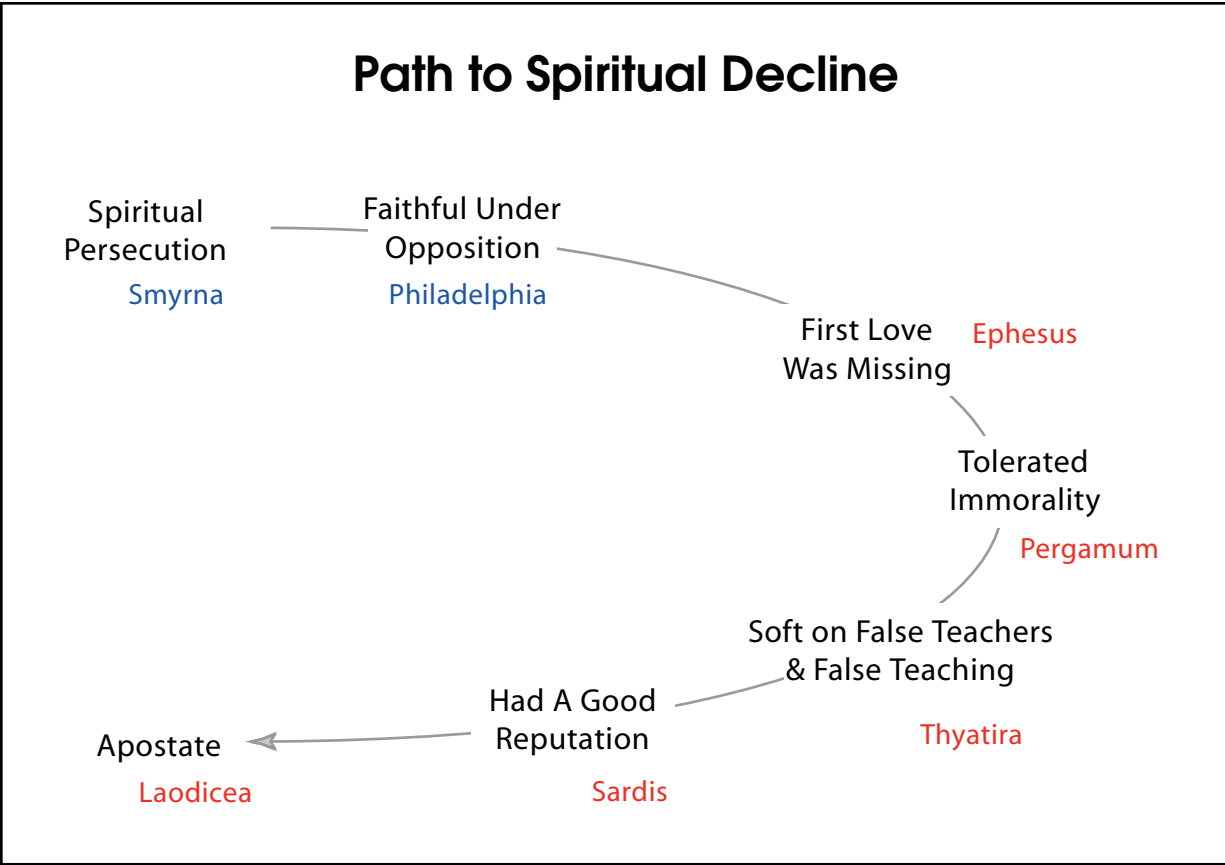 Path to Spiritual Decline
Spiritual
Persecution
Smyrna
Faithful Under
Opposition
Philadelphia
First Love
Was Missing
Ephesus
Tolerated
Immorality
Pergamum
Soft on False Teachers
& False Teaching
Thyatira
Had A Good
Reputation
Sardis
Apostate
Laodicea